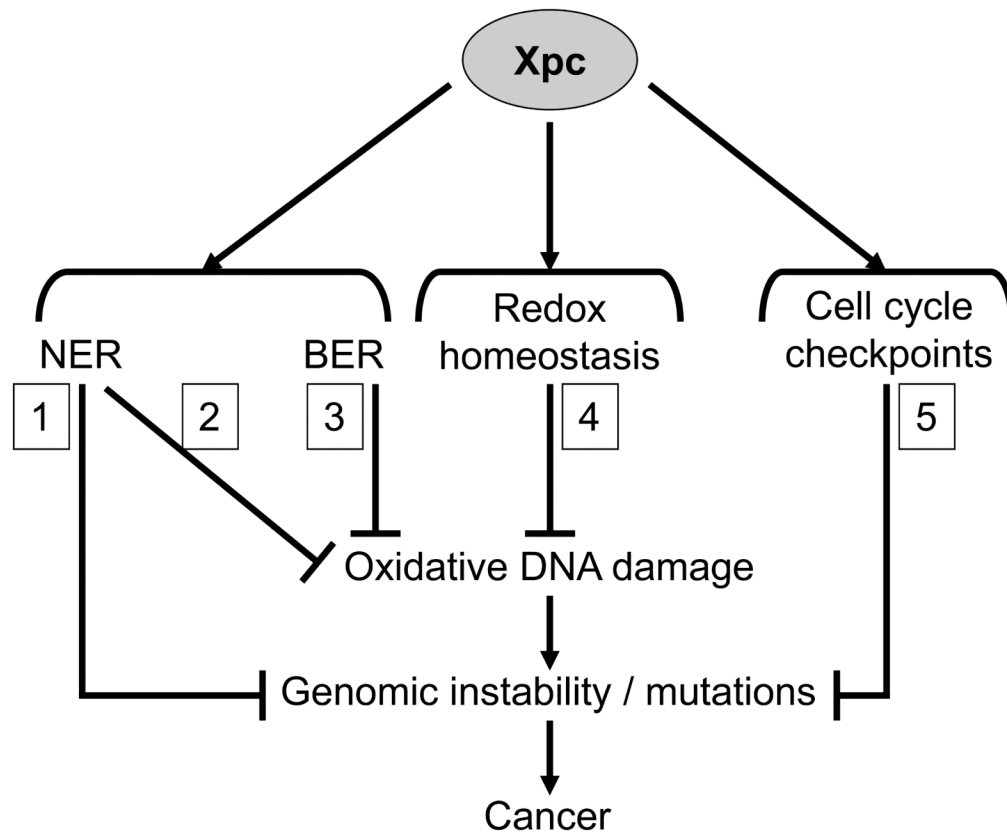 Xpc
NER
BER
Redox
homeostasis
Cell cycle
checkpoints
1
2
3
4
5
Oxidative DNA damage
Genomic instability / mutations
Cancer